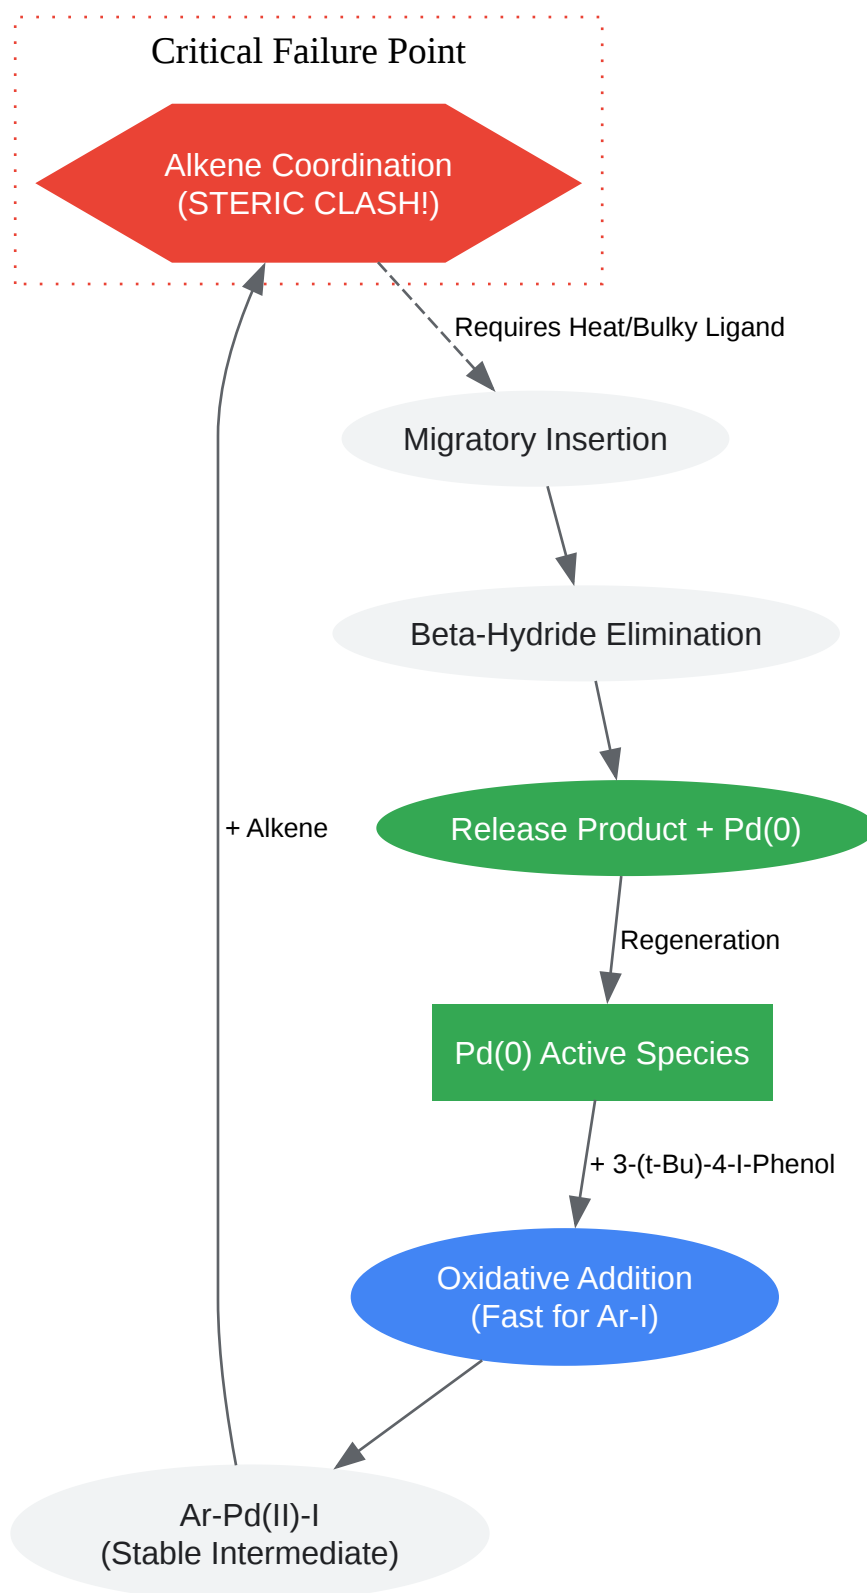 Critical Failure Point
Alkene Coordination
(STERIC CLASH!)
Requires Heat/Bulky Ligand
Migratory Insertion
Beta-Hydride Elimination
+ Alkene
Release Product + Pd(0)
Regeneration
Pd(0) Active Species
+ 3-(t-Bu)-4-I-Phenol
Oxidative Addition
(Fast for Ar-I)
Ar-Pd(II)-I
(Stable Intermediate)